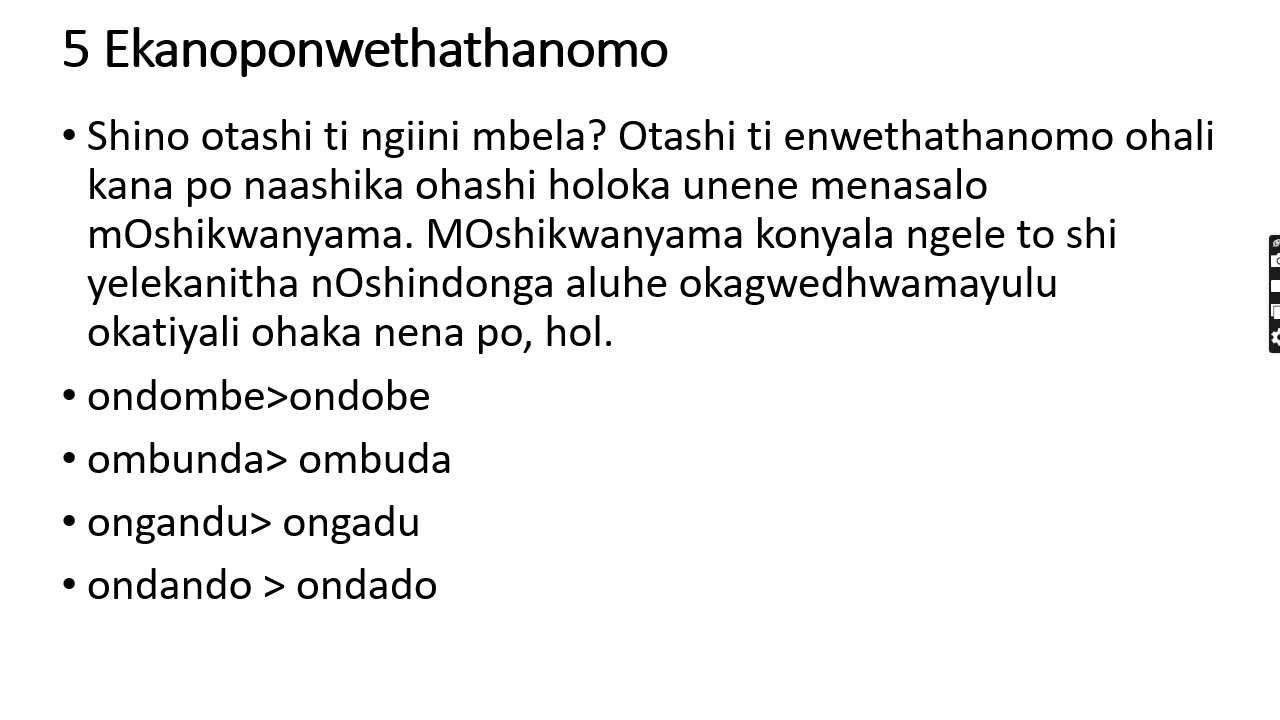 5 Ekanoponwethathanomo
• Shino otashi ti ngiini mbela? Otashi ti enwethathanomo ohali
kana po naashika ohashi holoka unene menasalo
mOshikwanyama. MOshikwanyama konyala ngele to shi
yelekanitha nOshindonga aluhe okagwedhwamayulu
okatiyali ohaka nena po, hol.
• ondombe>ondobe
• ombunda> ombuda
• ongandu> ongadu
• ondando > ondado